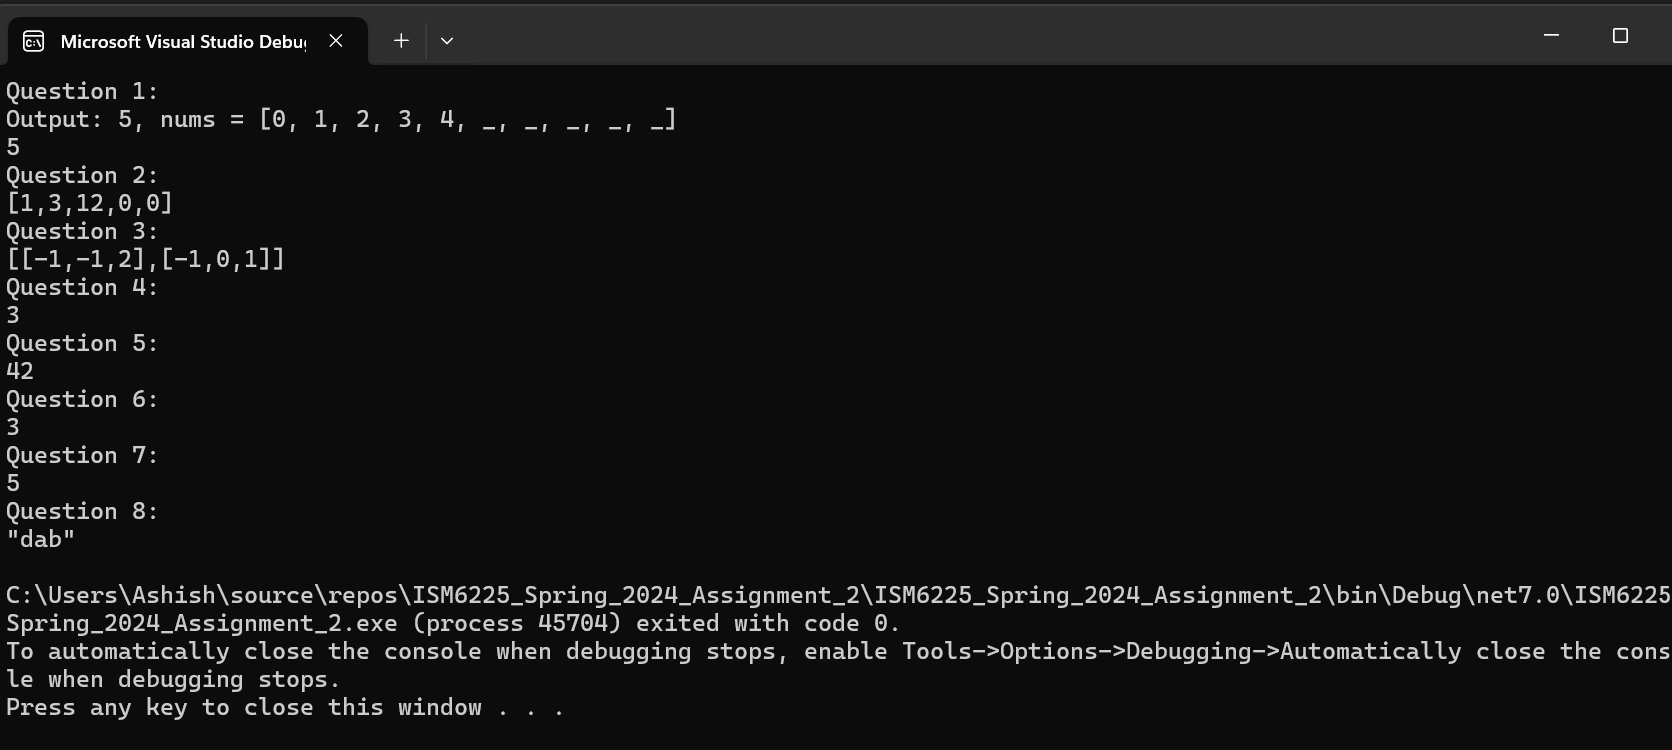 Microsoft Visual Studio Debu
Question 1:
Output: 5, nums = [0, 1, 2, 3, 4, _, _, _, _, _]
5
Question 2:
[1,3,12,0,0]
Question 3:
[[-1,-1,2],[-1,0,1]]
Question 4:
3
Question 5:
42
Question 6:
3
Question 7:
5
Question 8:
"dab"
C:\Users\Ashish\source\repos\ISM6225_Spring_2024_Assignment_2\ISM6225_Spring_2024_Assignment_2\bin\Debug\net7.0\ISM6225
Spring_2024_Assignment_2.exe (process 45704) exited with code 0.
To automatically close the console when debugging stops, enable Tools->Options->Debugging->Automatically close the cons
le when debugging stops.
Press any key to close this window . . .